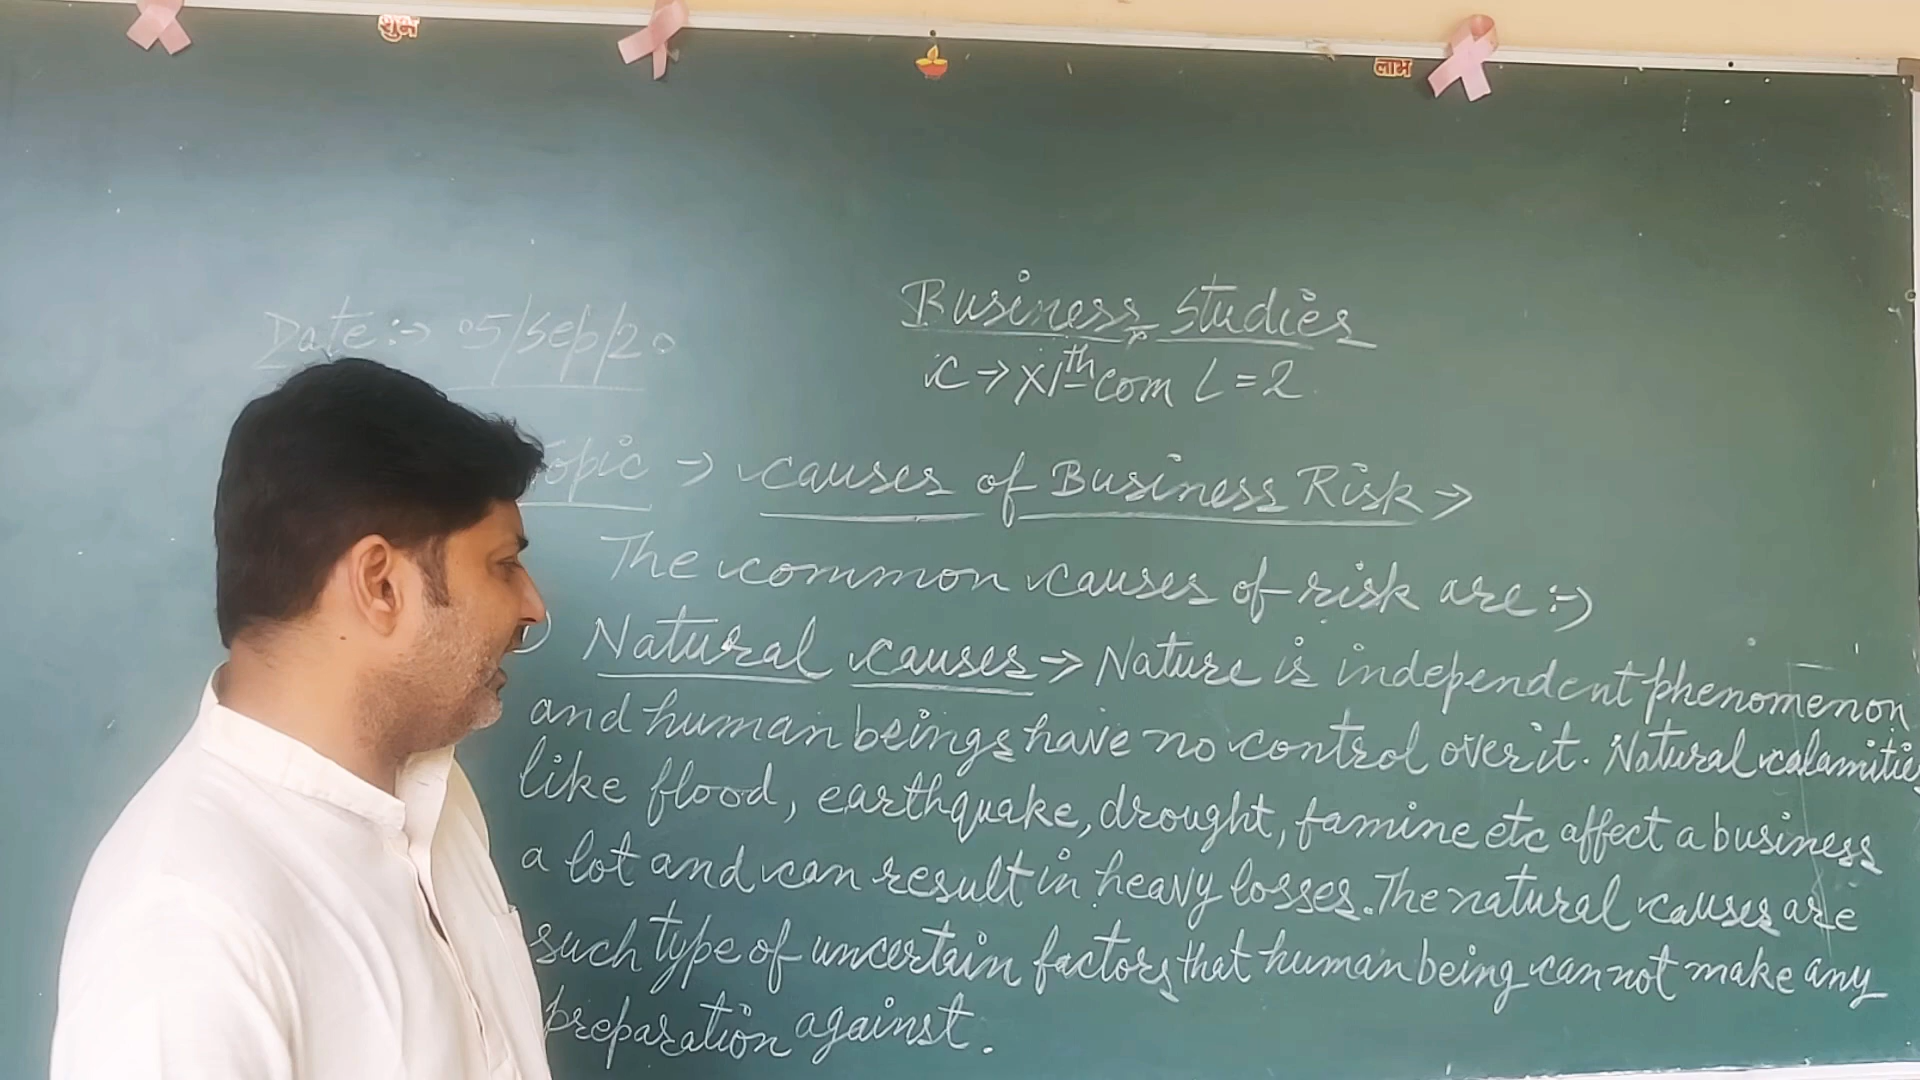 शुभ
लाभ
Business Studies
Date:→ 05/Sep/20
C → XIth com L=2
Topic → Causes of Business Risk →
The common causes of risk are:→
1) Natural causes → Nature is independent phenomenon
and human beings have no control over it. Natural calamities
like flood, earthquake, drought, famine etc affect a business
a lot and can result in heavy losses. The natural causes are
such type of uncertain factors that human being can not make any
preparation against.